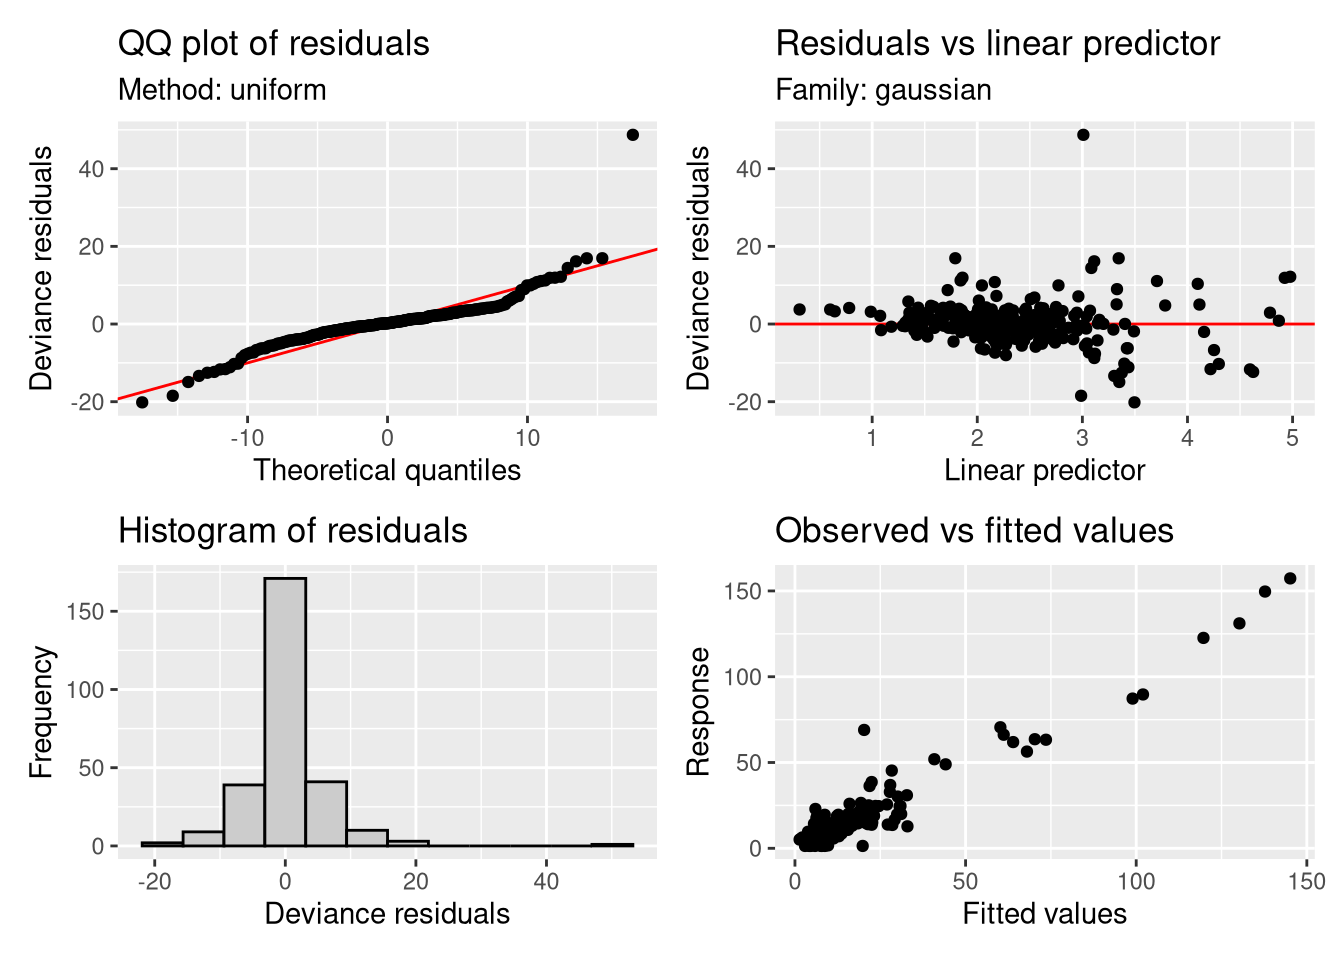 QQ plot of residuals
Method: uniform
Deviance residuals
40
20
0
-20
-10
0
10
Theoretical quantiles
Residuals vs linear predictor
Family: gaussian
Deviance residuals
40
20
0
-20
1
2
3
4
5
Linear predictor
Histogram of residuals
Frequency
150
100
50
0
-20
0
20
40
Deviance residuals
Observed vs fitted values
Response
150
100
50
0
0
50
100
150
Fitted values